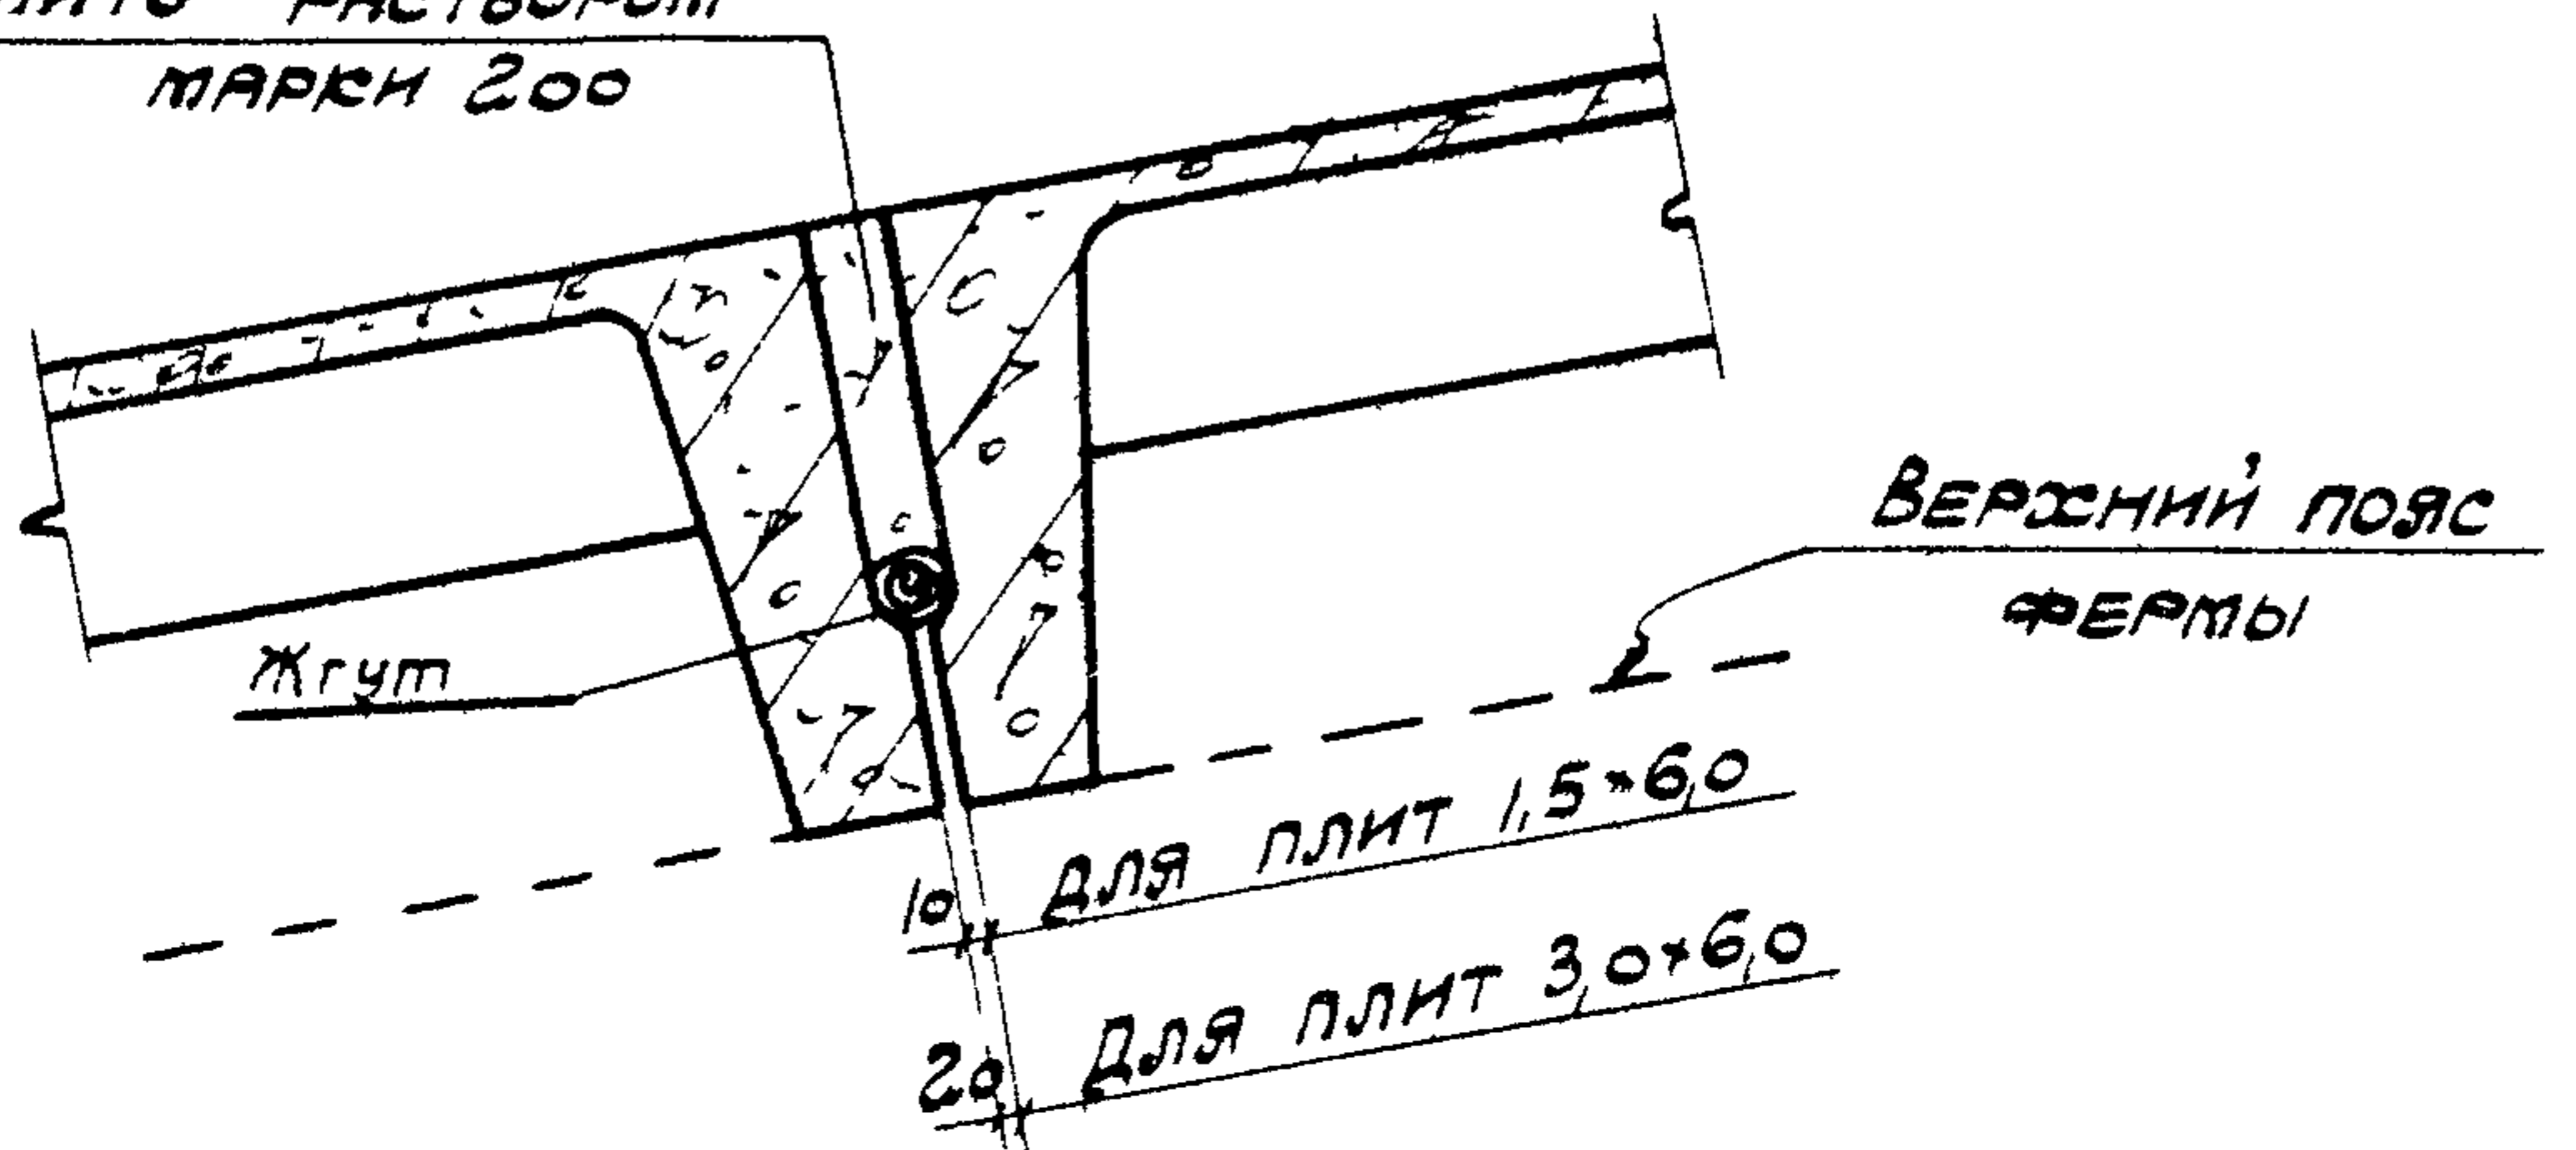 РАСТВОРОМ
МАРКИ 200
ВЕРХНИЙ ПОЯС
ФЕРМЫ
Жгут
10 Для плит 1,5×6,0
20 Для плит 3,0×6,0